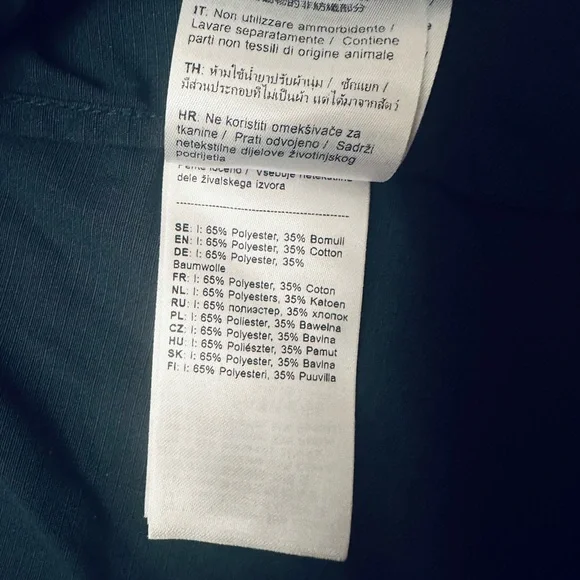 IT: Non utilizzare ammorbidente /
Lavare separatamente / Contiene
parti non tessili di origine animale
TH: ห้ามใช้น้ำยาปรับผ้านุ่ม / ซักแยก /
มีส่วนประกอบที่ไม่เป็นผ้า แต่ได้มาจากสัตว์
HR: Ne koristiti omekšivače za
tkanine / Prati odvojeno / Sadrži
netekstilne dijelove životinjskog
podrijetla
dele živalskega izvora
SE: I: 65% Polyester, 35% Bomull
EN: I: 65% Polyester, 35% Cotton
DE: I: 65% Polyester, 35%
Baumwolle
FR: I: 65% Polyester, 35% Coton
NL: I: 65% Polyesters, 35% Katoen
RU: I: 65% полиэстер, 35% хлопок
PL: I: 65% Poliester, 35% Bawełna
CZ: I: 65% Polyester, 35% Bavlna
HU: I: 65% Poliészter, 35% Pamut
SK: I: 65% Polyester, 35% Bavlna
FI: I: 65% Polyesteri, 35% Puuvilla